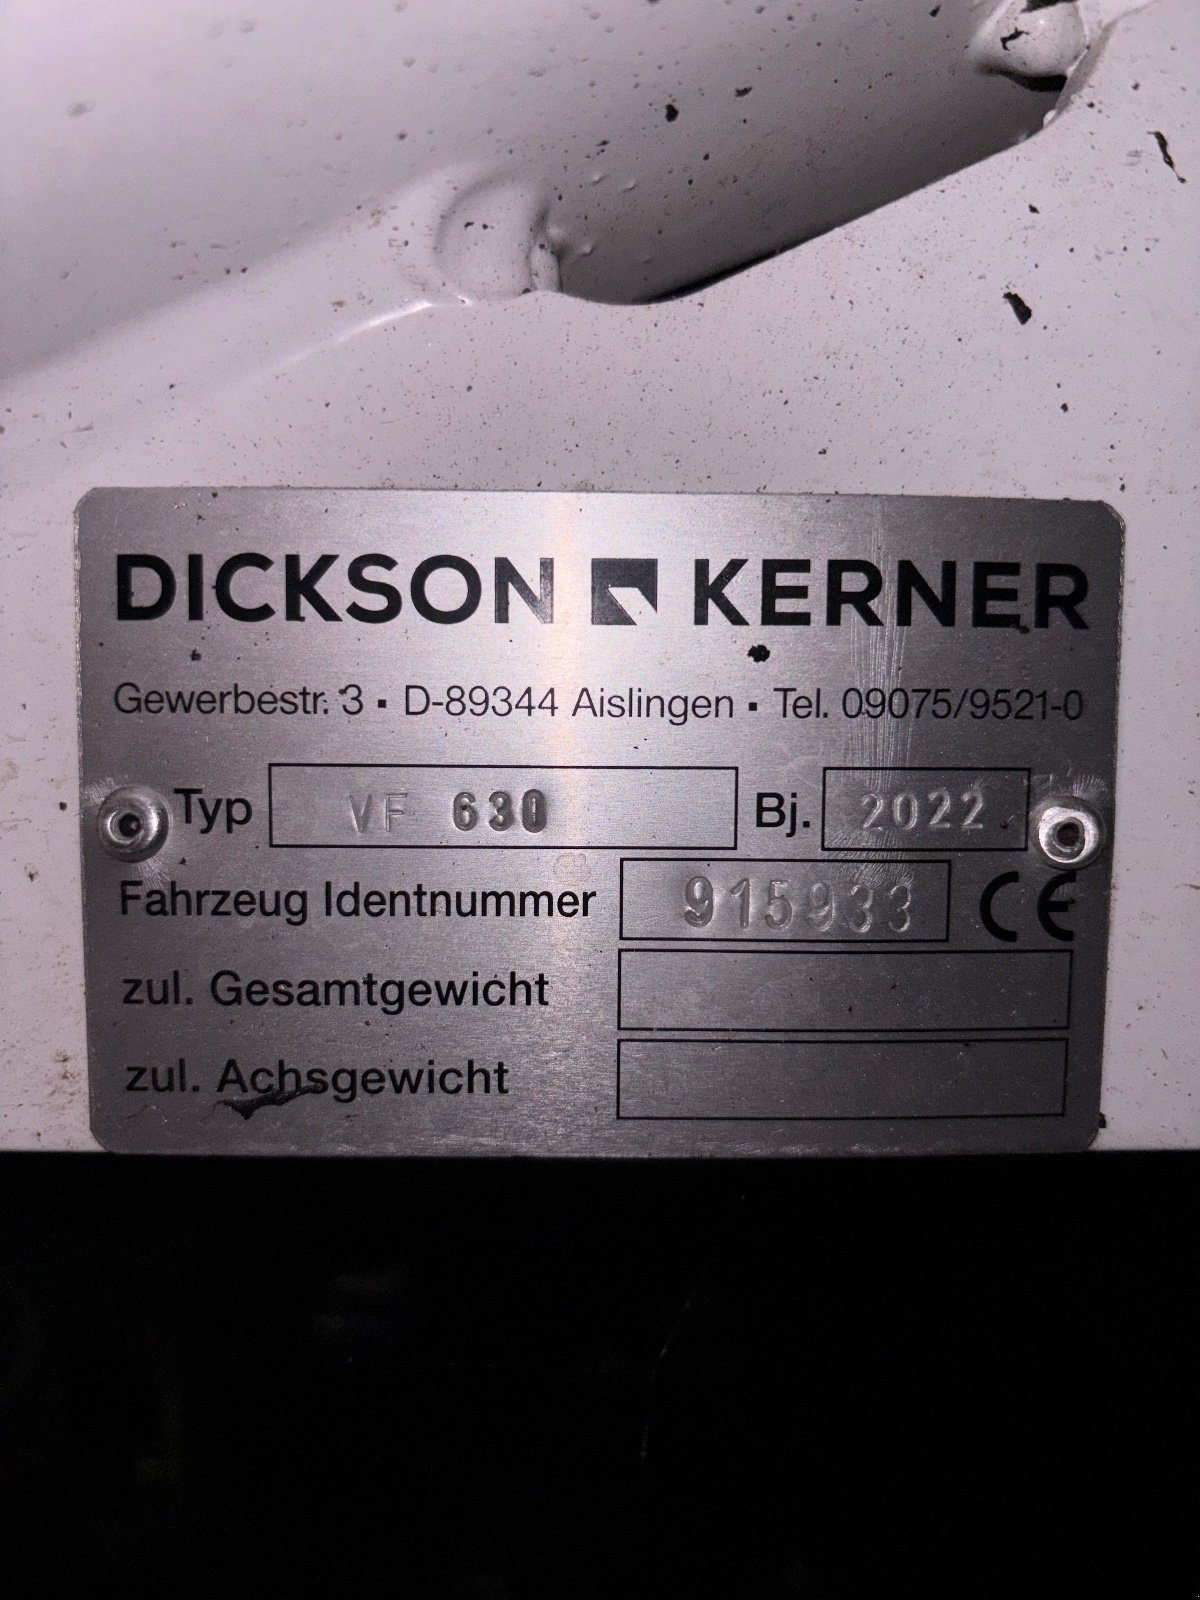 DICKSON KERNER
Gewerbestr. 3 ▪ D-89344 Aislingen ▪ Tel. 09075/9521-0
Typ VF 630 Bj. 2022
Fahrzeug Identnummer 915933 CE
zul. Gesamtgewicht
zul. Achsgewicht